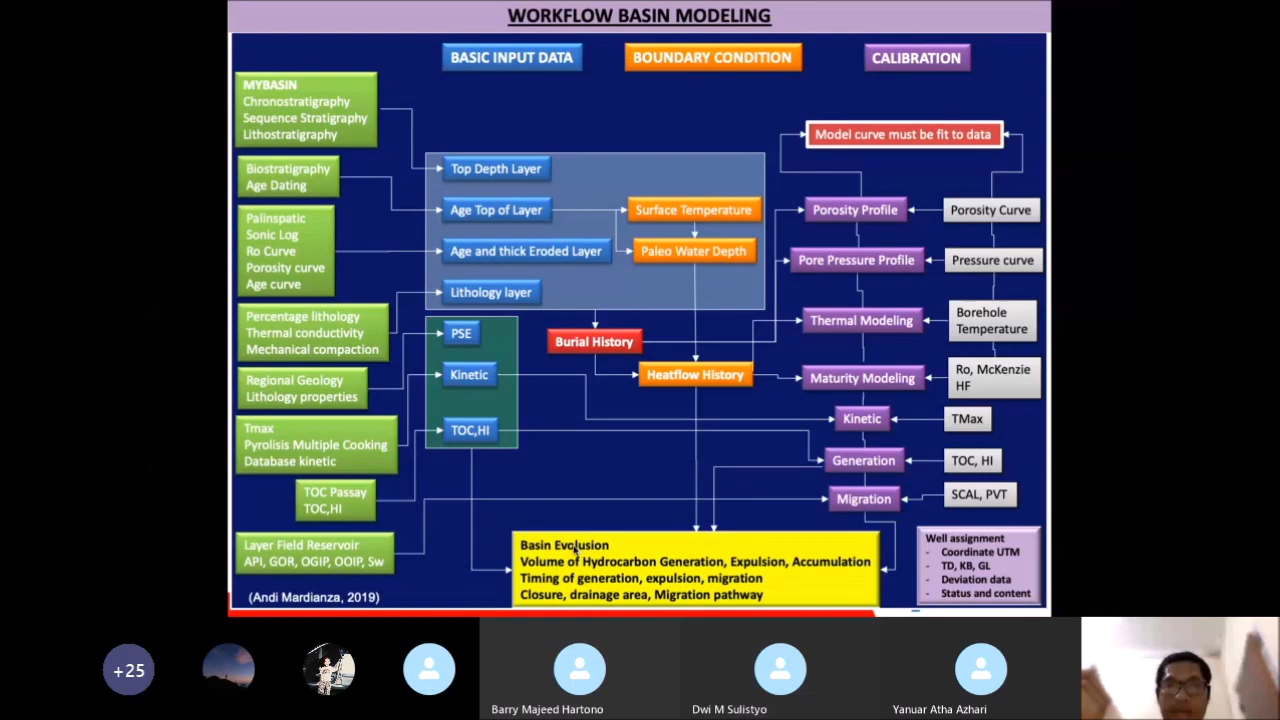 WORKFLOW BASIN MODELING
BASIC INPUT DATA
BOUNDARY CONDITION
CALIBRATION
MYBASIN
Chronostratigraphy
Sequence Stratigraphy
Lithostratigraphy
Biostratigraphy
Age Dating
Palinspatic
Sonic Log
Ro Curve
Porosity curve
Age curve
Percentage lithology
Thermal conductivity
Mechanical compaction
Regional Geology
Lithology properties
Tmax
Pyrolisis Multiple Cooking
Database kinetic
TOC Passay
TOC,HI
Layer Field Reservoir
API, GOR, OGIP, OOIP, Sw
(Andi Mardianza, 2019)
Top Depth Layer
Age Top of Layer
Age and thick Eroded Layer
Lithology layer
PSE
Kinetic
TOC,HI
Surface Temperature
Paleo Water Depth
Burial History
Heatflow History
Model curve must be fit to data
Porosity Profile
Pore Pressure Profile
Thermal Modeling
Maturity Modeling
Kinetic
Generation
Migration
Porosity Curve
Pressure curve
Borehole
Temperature
Ro, McKenzie
HF
TMax
TOC, HI
SCAL, PVT
Basin Evolusion
Volume of Hydrocarbon Generation, Expulsion, Accumulation
Timing of generation, expulsion, migration
Closure, drainage area, Migration pathway
Well assignment
- Coordinate UTM
- TD, KB, GL
- Deviation data
- Status and content
+25
Barry Majeed Hartono
Dwi M Sulistyo
Yanuar Atha Azhari